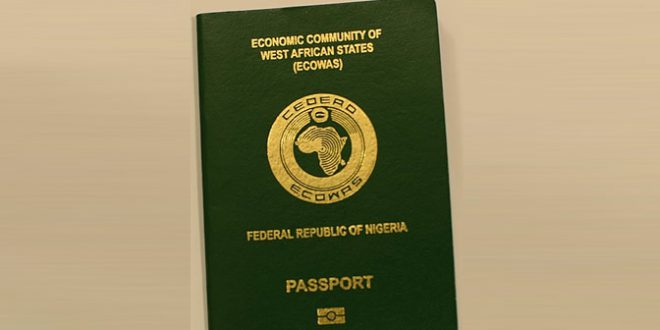 ECONOMIC COMMUNITY OF
WEST AFRICAN STATES
(ECOWAS)
CEDEAO
ECOWAS
FEDERAL REPUBLIC OF NIGERIA
PASSPORT